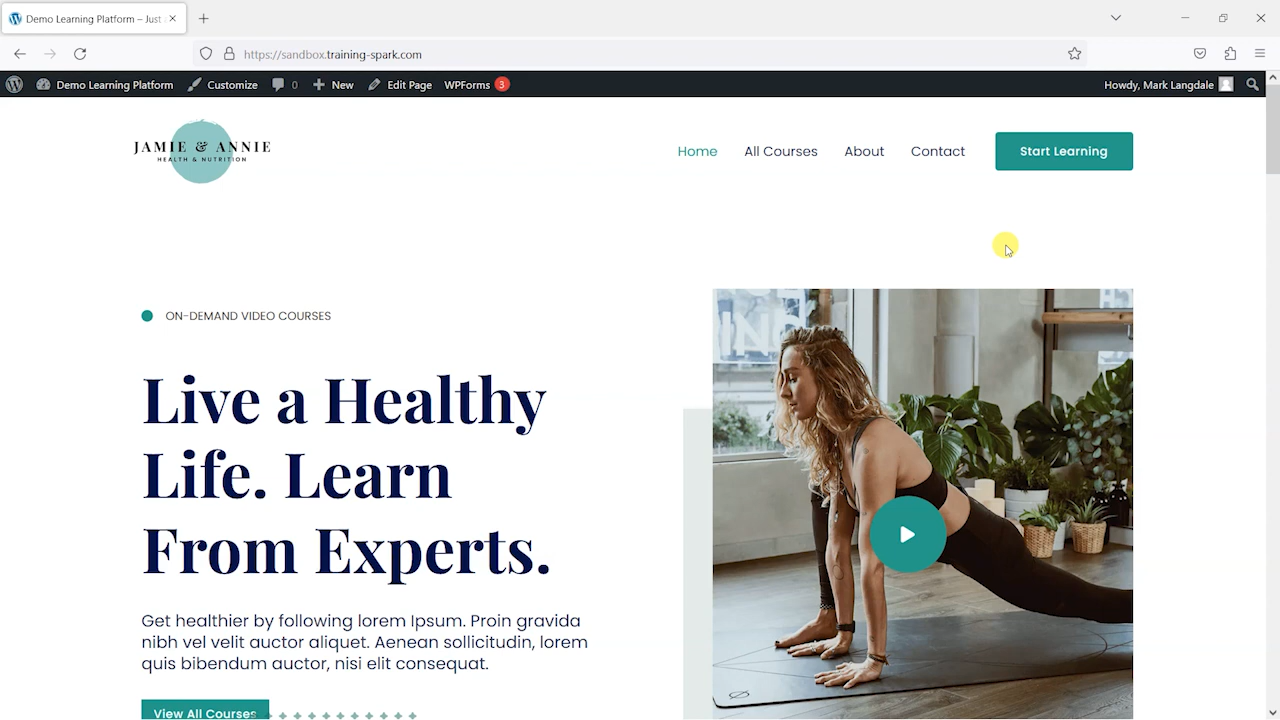 Demo Learning Platform – Just
https://sandbox.training-spark.com
Demo Learning Platform Customize 0 New Edit Page WPForms 3 Howdy, Mark Langdale
JAMIE & ANNIE
HEALTH & NUTRITION
Home All Courses About Contact Start Learning
ON-DEMAND VIDEO COURSES
Live a Healthy
Life. Learn
From Experts.
Get healthier by following lorem Ipsum. Proin gravida
nibh vel velit auctor aliquet. Aenean sollicitudin, lorem
quis bibendum auctor, nisi elit consequat.
View All Courses